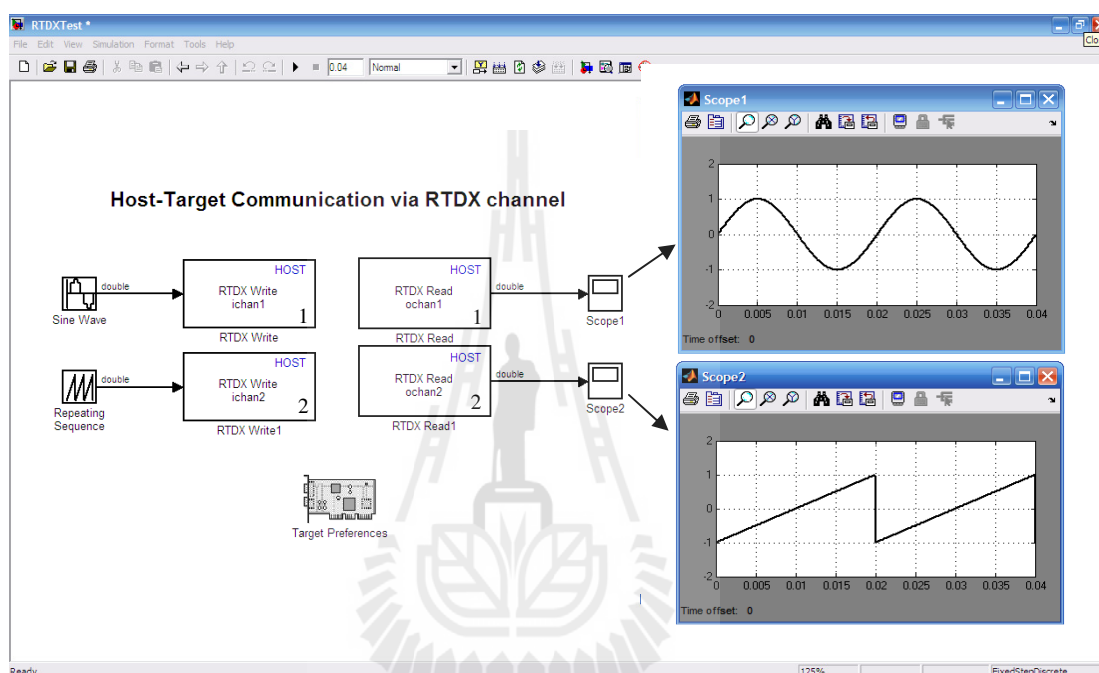 RTDXTest *
File Edit View Simulation Format Tools Help
Clo
0.04 Normal
Host-Target Communication via RTDX channel
double
Sine Wave
HOST
RTDX Write
ichan1
1
RTDX Write
HOST
RTDX Read
ochan1
1
RTDX Read
double
Scope1
double
Repeating
Sequence
HOST
RTDX Write
ichan2
2
RTDX Write1
HOST
RTDX Read
ochan2
2
RTDX Read1
double
Scope2
Target Preferences
Scope1
2
1
0
-1
-2
0 0.005 0.01 0.015 0.02 0.025 0.03 0.035 0.04
Time offset: 0
Scope2
2
1
0
-1
-2
0 0.005 0.01 0.015 0.02 0.025 0.03 0.035 0.04
Time offset: 0
Ready 125% FixedStepDiscrete